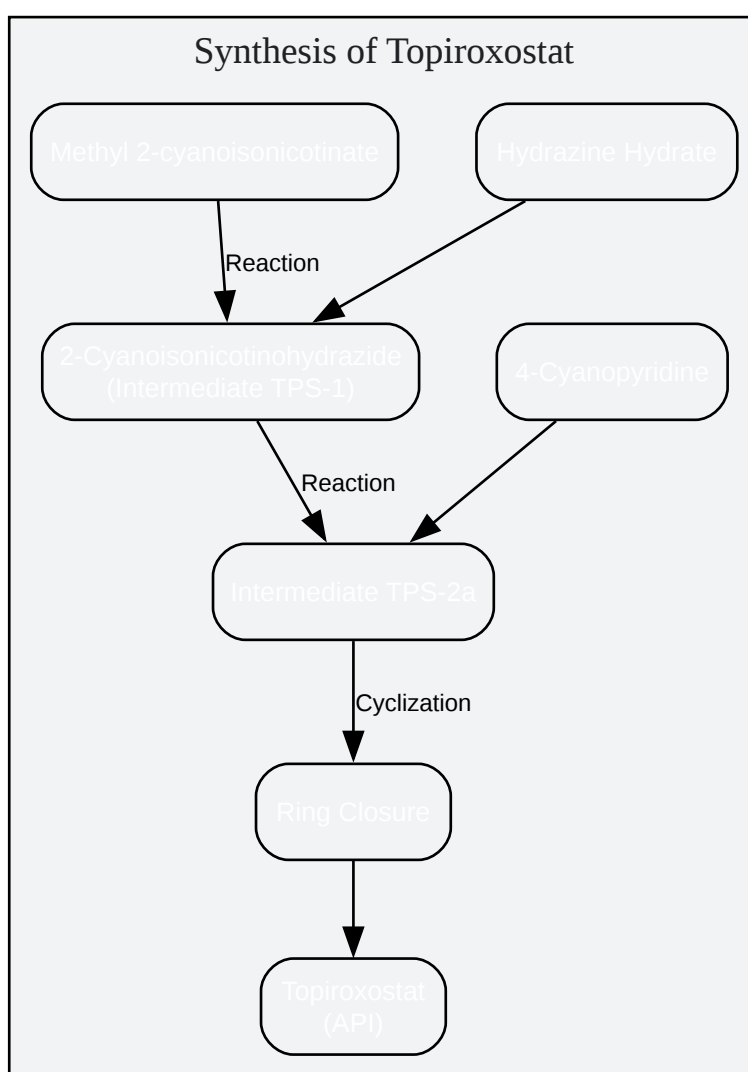 Synthesis of Topiroxostat
Methyl 2-cyanoisonicotinate
Hydrazine Hydrate
Reaction
2-Cyanoisonicotinohydrazide
(Intermediate TPS-1)
4-Cyanopyridine
Reaction
Intermediate TPS-2a
Cyclization
Ring Closure
Topiroxostat
(API)